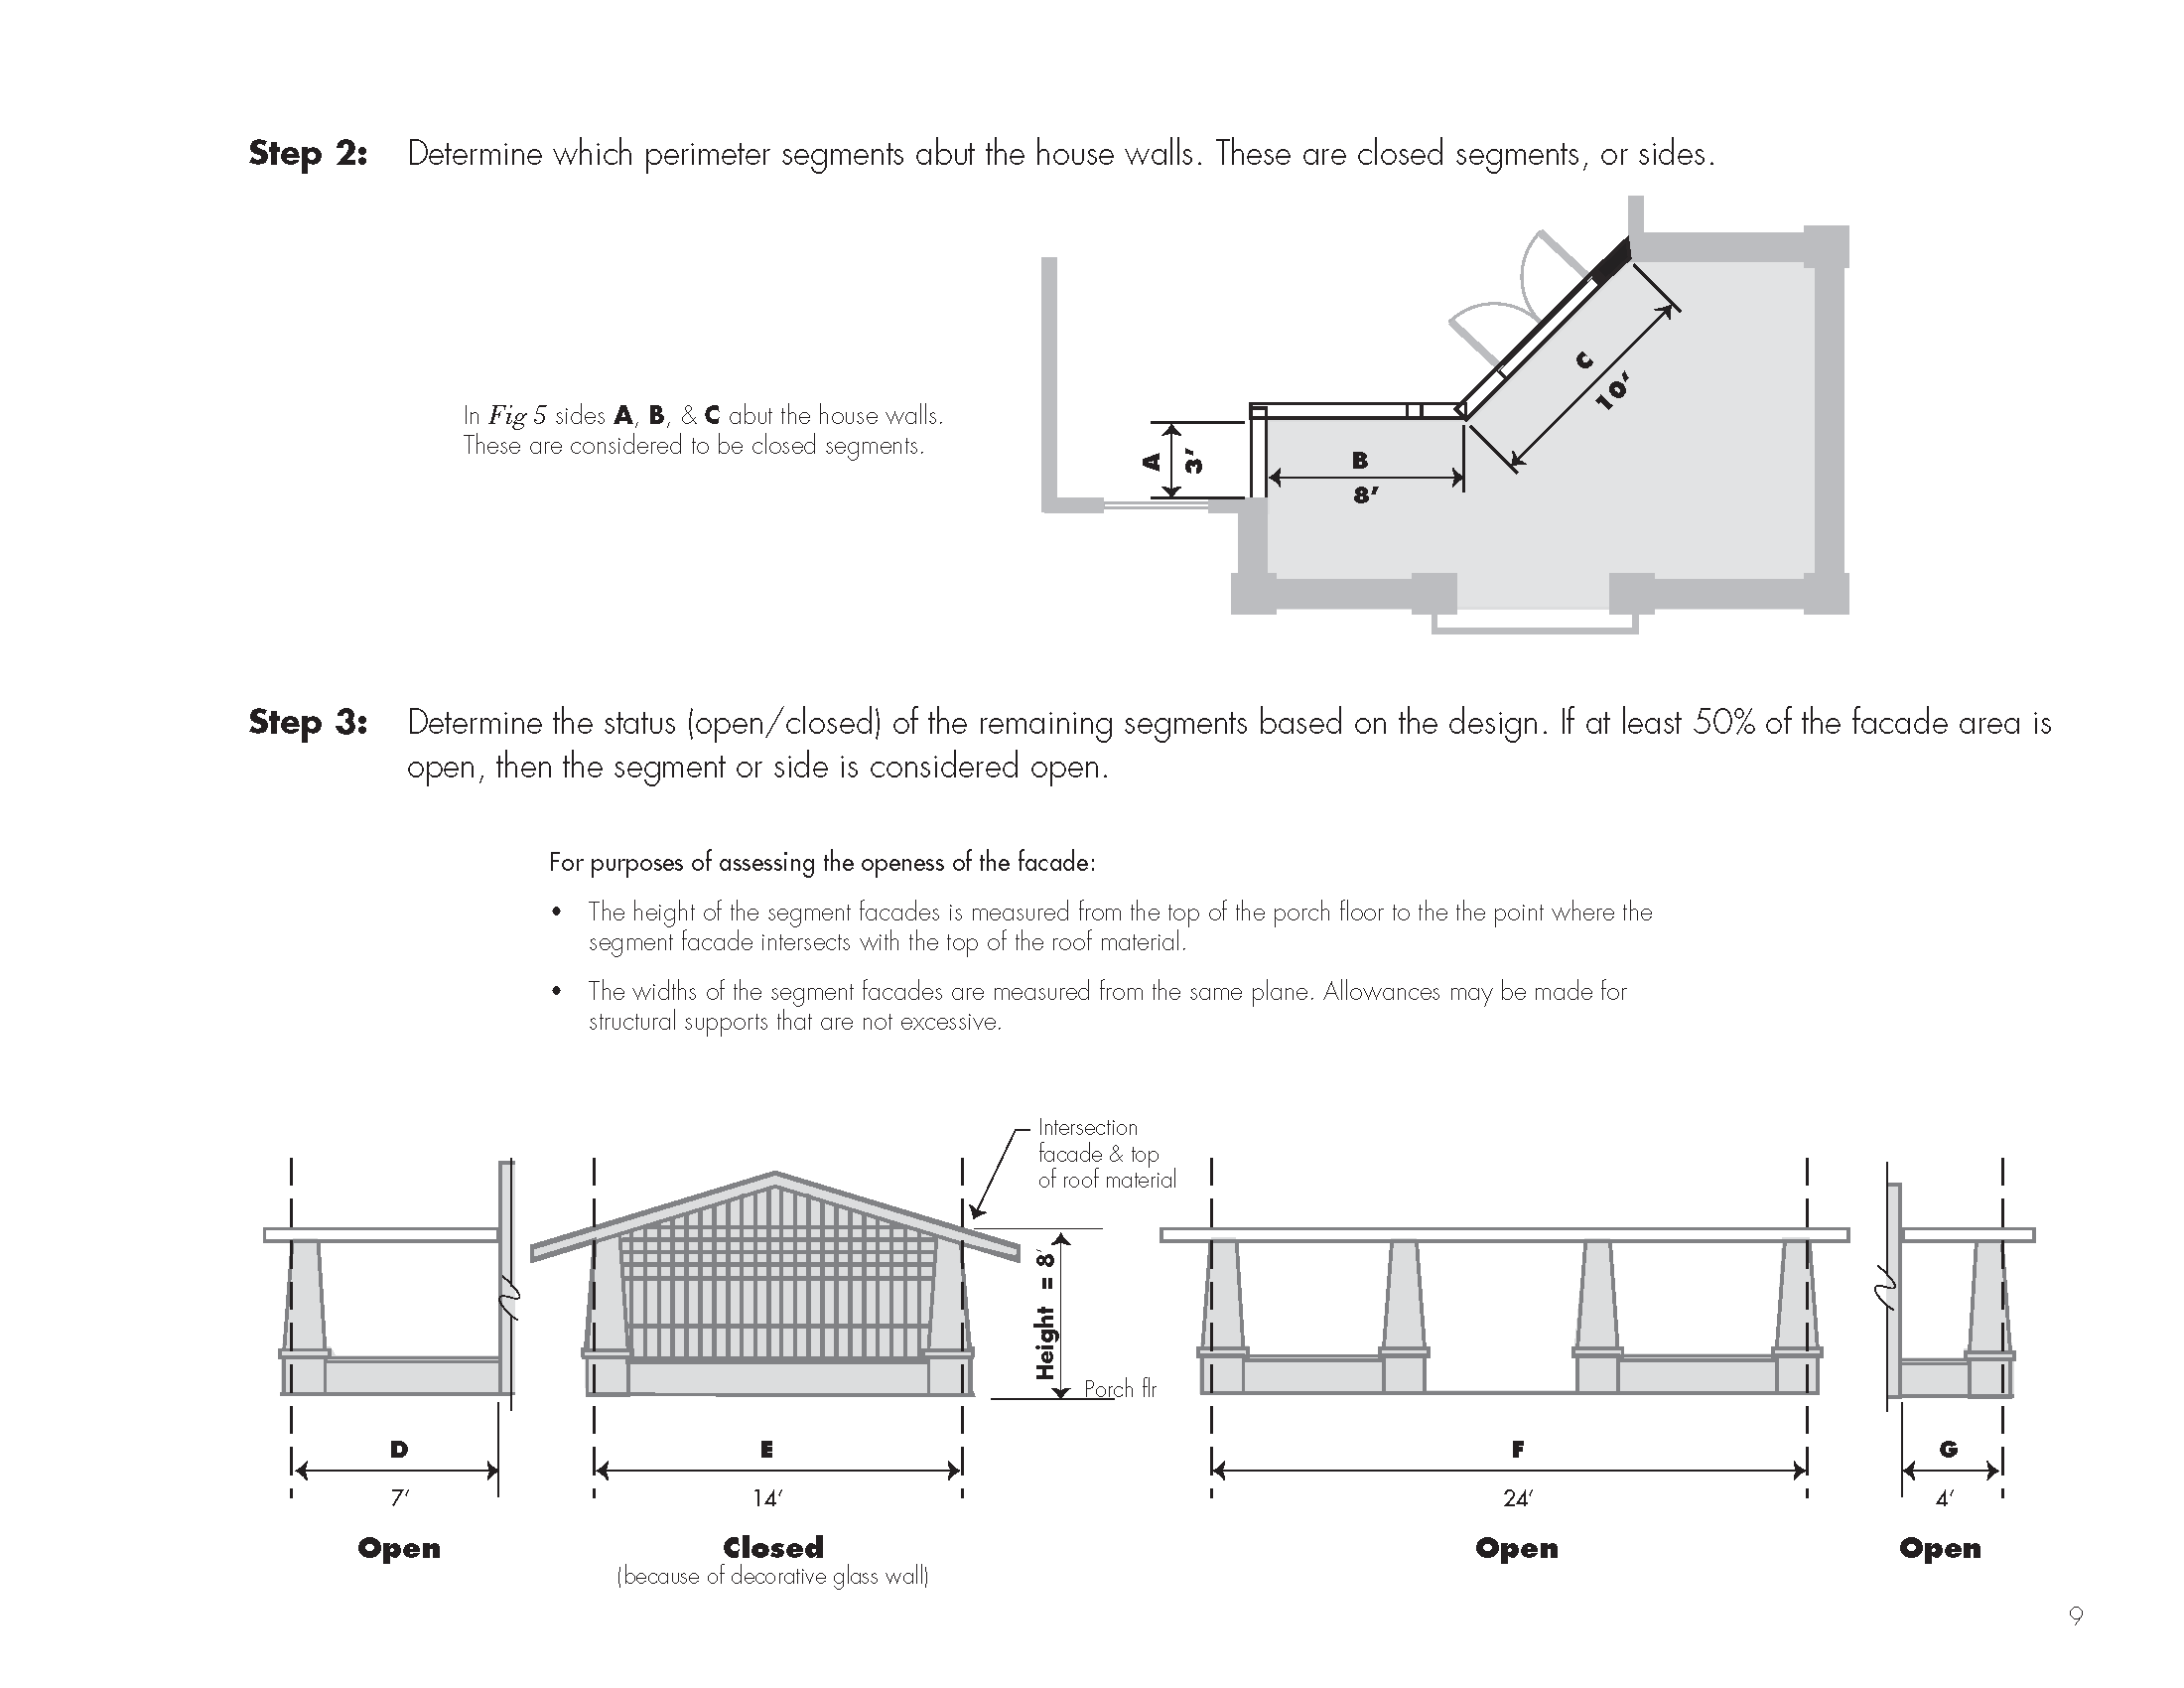 Step 2: Determine which perimeter segments abut the house walls. These are closed segments, or sides.
In Fig 5 sides A, B, & C abut the house walls.
These are considered to be closed segments.
A
3'
B
8'
C
10'
Step 3: Determine the status (open/closed) of the remaining segments based on the design. If at least 50% of the facade area is
open, then the segment or side is considered open.
For purposes of assessing the openess of the facade:
• The height of the segment facades is measured from the top of the porch floor to the the point where the
segment facade intersects with the top of the roof material.
• The widths of the segment facades are measured from the same plane. Allowances may be made for
structural supports that are not excessive.
Intersection
facade & top
of roof material
Height = 8'
Porch flr
D
7'
Open
E
14'
Closed
(because of decorative glass wall)
F
24'
Open
G
4'
Open
9